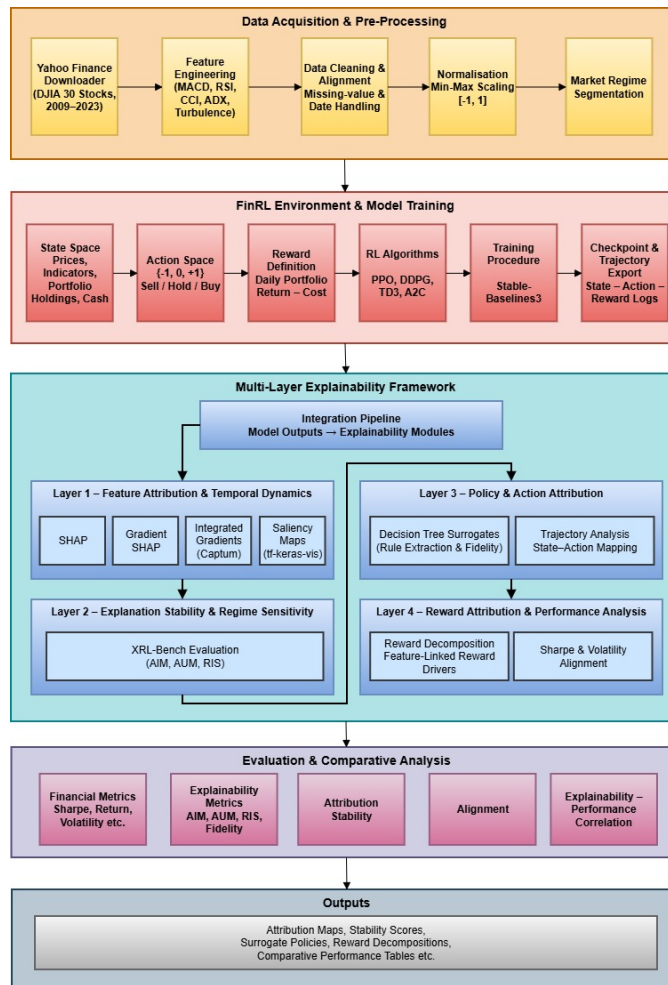 Data Acquisition & Pre-Processing
Yahoo Finance
Downloader
(DJIA 30 Stocks,
2009–2023)
Feature
Engineering
(MACD, RSI,
CCI, ADX,
Turbulence)
Data Cleaning &
Alignment
Missing-value &
Date Handling
Normalisation
Min-Max Scaling
[-1, 1]
Market Regime
Segmentation
FinRL Environment & Model Training
State Space
Prices,
Indicators,
Portfolio
Holdings, Cash
Action Space
{-1, 0, +1}
Sell / Hold / Buy
Reward
Definition
Daily Portfolio
Return – Cost
RL Algorithms
PPO, DDPG,
TD3, A2C
Training
Procedure
Stable-
Baselines3
Checkpoint &
Trajectory
Export
State – Action –
Reward Logs
Multi-Layer Explainability Framework
Integration Pipeline
Model Outputs → Explainability Modules
Layer 1 – Feature Attribution & Temporal Dynamics
SHAP
Gradient
SHAP
Integrated
Gradients
(Captum)
Saliency
Maps
(tf-keras-vis)
Layer 2 – Explanation Stability & Regime Sensitivity
XRL-Bench Evaluation
(AIM, AUM, RIS)
Layer 3 – Policy & Action Attribution
Decision Tree Surrogates
(Rule Extraction & Fidelity)
Trajectory Analysis
State–Action Mapping
Layer 4 – Reward Attribution & Performance Analysis
Reward Decomposition
Feature-Linked Reward
Drivers
Sharpe & Volatility
Alignment
Evaluation & Comparative Analysis
Financial Metrics
Sharpe, Return,
Volatility etc.
Explainability
Metrics
AIM, AUM, RIS,
Fidelity
Attribution
Stability
Alignment
Explainability –
Performance
Correlation
Outputs
Attribution Maps, Stability Scores,
Surrogate Policies, Reward Decompositions,
Comparative Performance Tables etc.